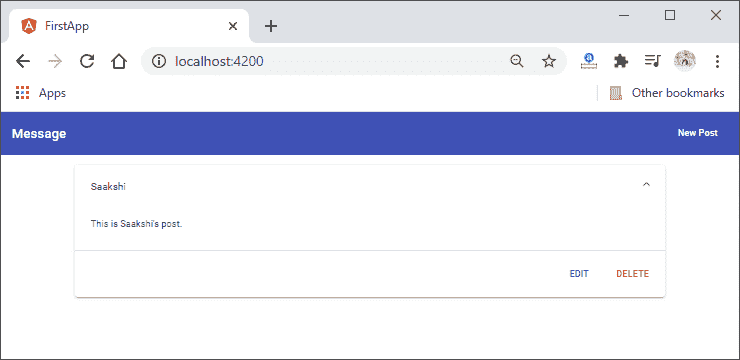 FirstApp
localhost:4200
Apps
Other bookmarks
Message
New Post
Saakshi
This is Saakshi's post.
EDIT
DELETE